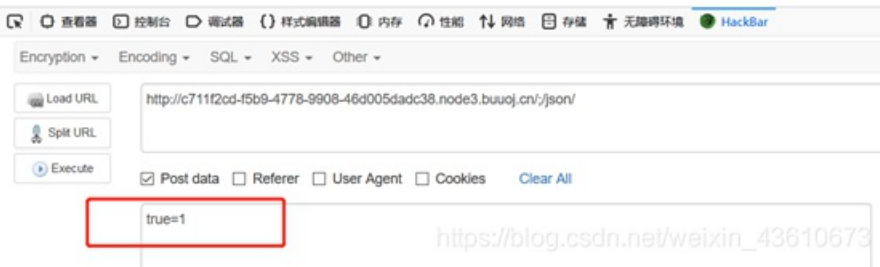 查看器 控制台 调试器 样式编辑器 内存 性能 网络 存储 无障碍环境 HackBar
Encryption Encoding SQL XSS Other
Load URL http://c711f2cd-f5b9-4778-9908-46d005dadc38.node3.buuoj.cn/;/json/
Split URL
Execute
Post data Referer User Agent Cookies Clear All
true=1
https://blog.csdn.net/weixin_43610673